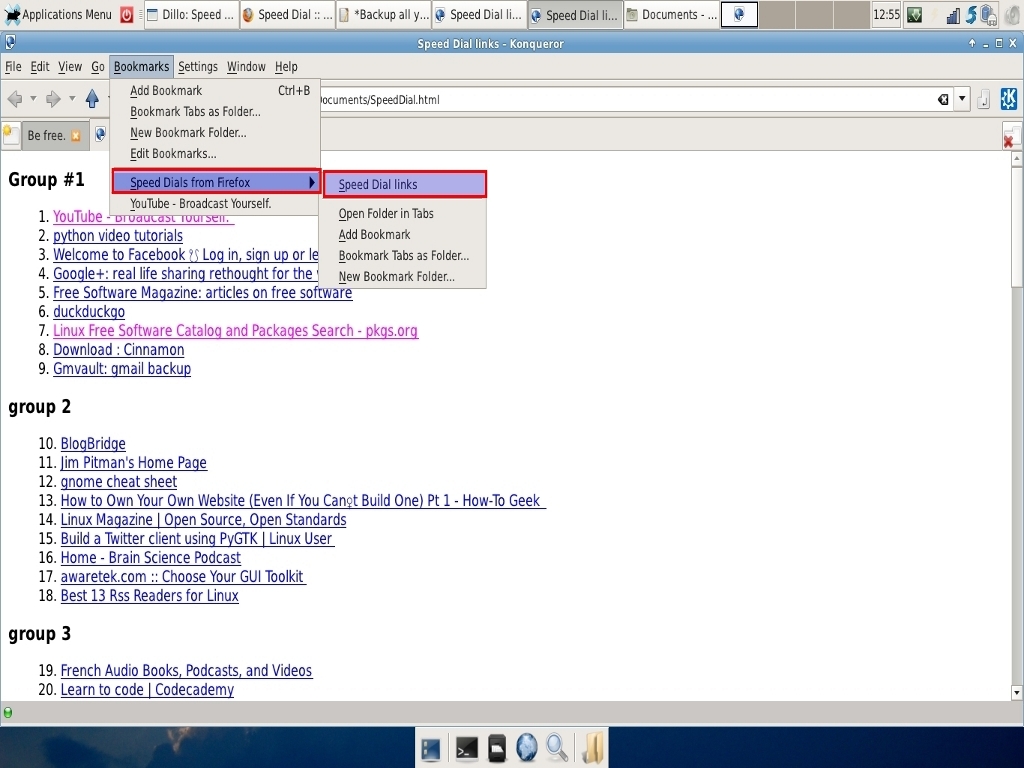 Applications Menu
Dillo: Speed ...
Speed Dial :: ...
*Backup all y...
Speed Dial li...
Speed Dial li...
Documents - ...
12:55
Speed Dial links - Konqueror
File Edit View Go Bookmarks Settings Window Help
Add Bookmark Ctrl+B
Bookmark Tabs as Folder...
New Bookmark Folder...
Edit Bookmarks...
Speed Dials from Firefox
YouTube - Broadcast Yourself.
Speed Dial links
Open Folder in Tabs
Add Bookmark
Bookmark Tabs as Folder...
New Bookmark Folder...
Documents/SpeedDial.html
Be free.
Group #1
1. YouTube - Broadcast Yourself.
2. python video tutorials
3. Welcome to Facebook Log in, sign up or le
4. Google+: real life sharing rethought for the
5. Free Software Magazine: articles on free software
6. duckduckgo
7. Linux Free Software Catalog and Packages Search - pkgs.org
8. Download : Cinnamon
9. Gmvault: gmail backup
group 2
10. BlogBridge
11. Jim Pitman's Home Page
12. gnome cheat sheet
13. How to Own Your Own Website (Even If You Can♀t Build One) Pt 1 - How-To Geek
14. Linux Magazine | Open Source, Open Standards
15. Build a Twitter client using PyGTK | Linux User
16. Home - Brain Science Podcast
17. awaretek.com :: Choose Your GUI Toolkit
18. Best 13 Rss Readers for Linux
group 3
19. French Audio Books, Podcasts, and Videos
20. Learn to code | Codecademy